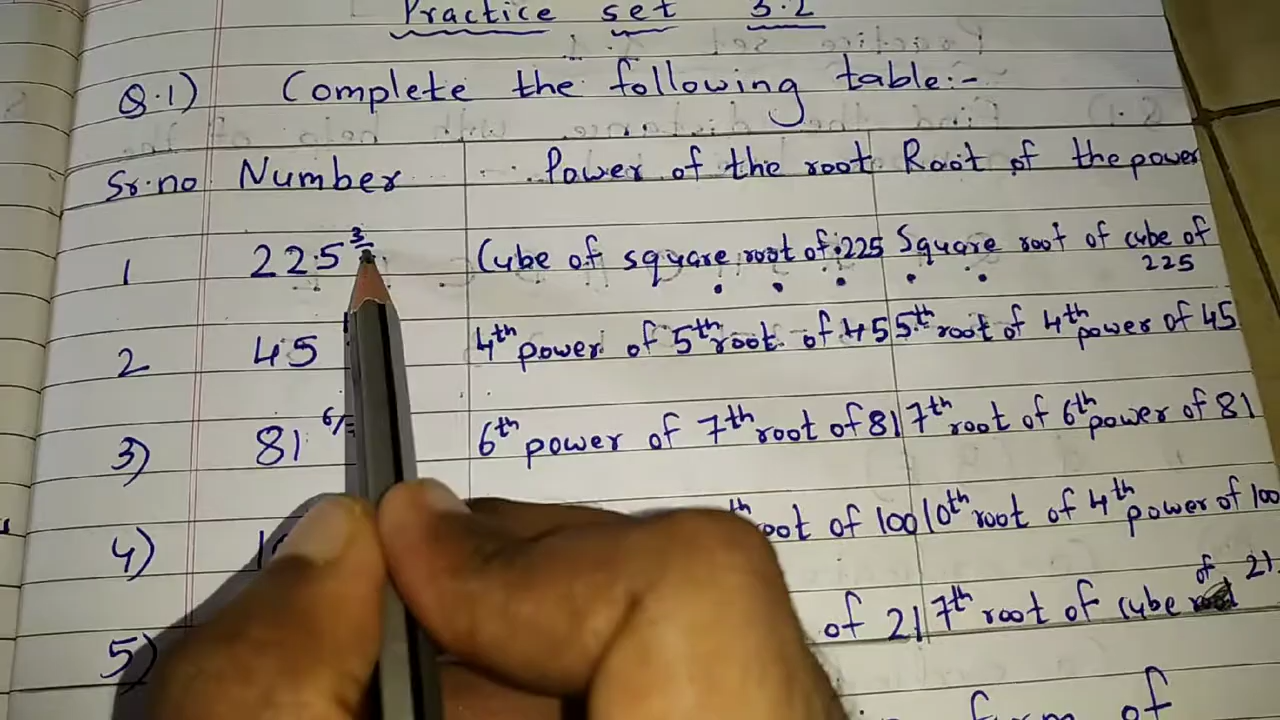 Practice set 3.2
Q.1) Complete the following table:-
Sr.no Number Power of the root Root of the power
1 225 3/ Cube of square root of 225 Square root of cube of 225
2 45 4th power of 5th root of 45 5th root of 4th power of 45
3) 81 6/ 6th power of 7th root of 81 7th root of 6th power of 81
4) root of 100 10th root of 4th power of 100
5) of 21 7th root of cube of 21
form of